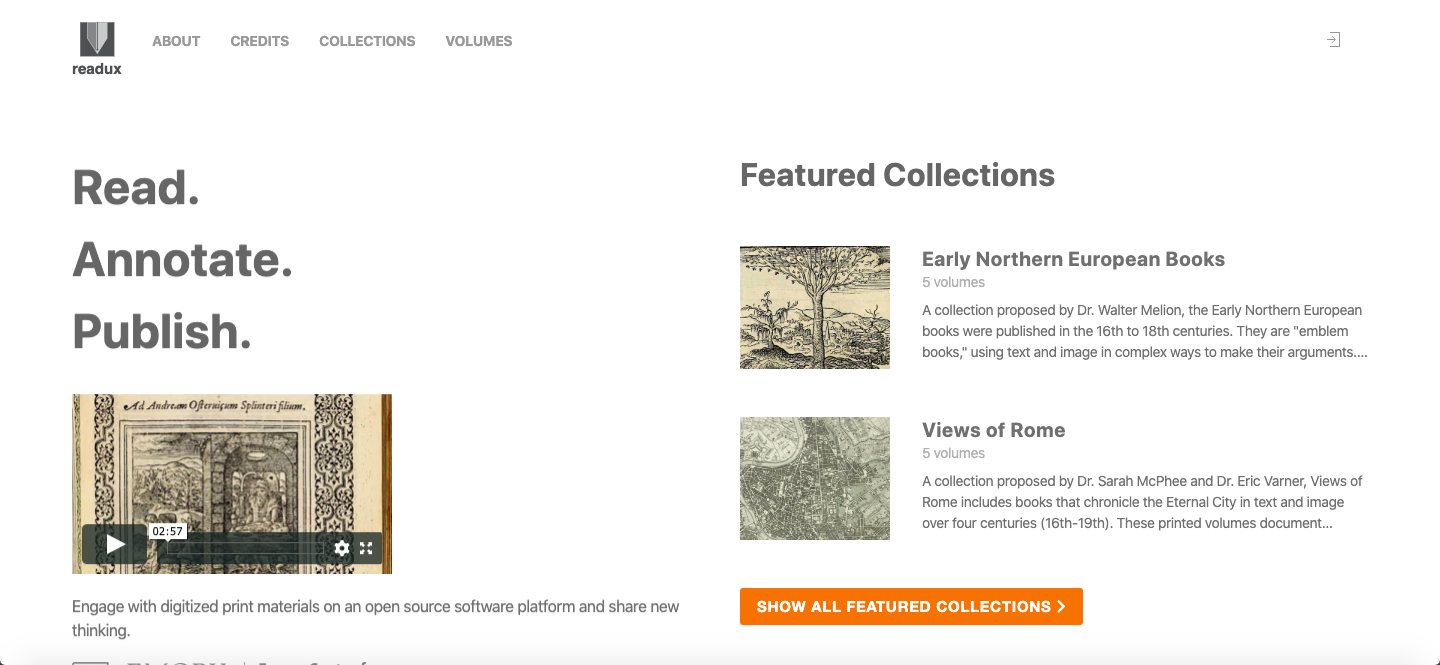 ABOUT CREDITS COLLECTIONS VOLUMES
readux
Read.
Annotate.
Publish.
Ad Andream Osternicum Splinteri filium.
02:57
Engage with digitized print materials on an open source software platform and share new
thinking.
Featured Collections
Early Northern European Books
5 volumes
A collection proposed by Dr. Walter Melion, the Early Northern European
books were published in the 16th to 18th centuries. They are "emblem
books," using text and image in complex ways to make their arguments....
Views of Rome
5 volumes
A collection proposed by Dr. Sarah McPhee and Dr. Eric Varner, Views of
Rome includes books that chronicle the Eternal City in text and image
over four centuries (16th-19th). These printed volumes document...
SHOW ALL FEATURED COLLECTIONS